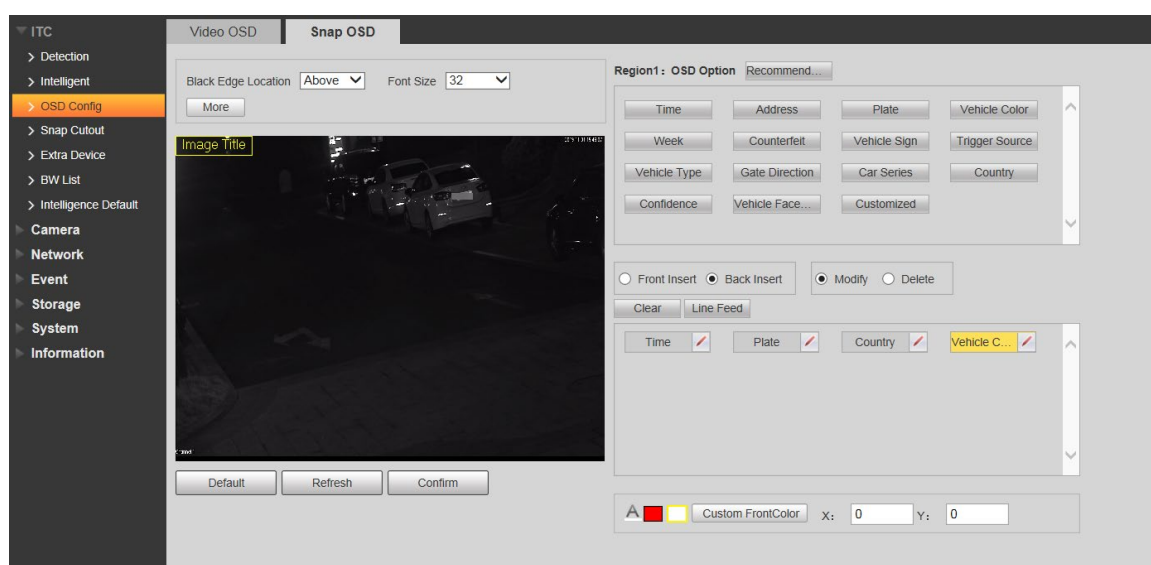 ITC
Detection
Intelligent
OSD Config
Snap Cutout
Extra Device
BW List
Intelligence Default
Camera
Network
Event
Storage
System
Information
Video OSD Snap OSD
Black Edge Location Above Font Size 32
More
Image Title
Default Refresh Confirm
Region1：OSD Option Recommend...
Time Address Plate Vehicle Color
Week Counterfeit Vehicle Sign Trigger Source
Vehicle Type Gate Direction Car Series Country
Confidence Vehicle Face... Customized
Front Insert Back Insert Modify Delete
Clear Line Feed
Time Plate Country Vehicle C...
A Custom FrontColor X: 0 Y: 0